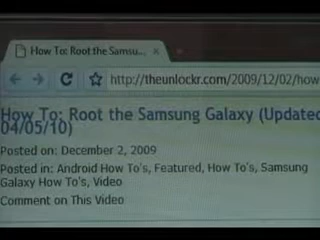 How To: Root the Samsu...
http://theunlockr.com/2009/12/02/how
How To: Root the Samsung Galaxy (Updated
04/05/10)
Posted on: December 2, 2009
Posted in: Android How To's, Featured, How To's, Samsung
Galaxy How To's, Video
Comment on This Video